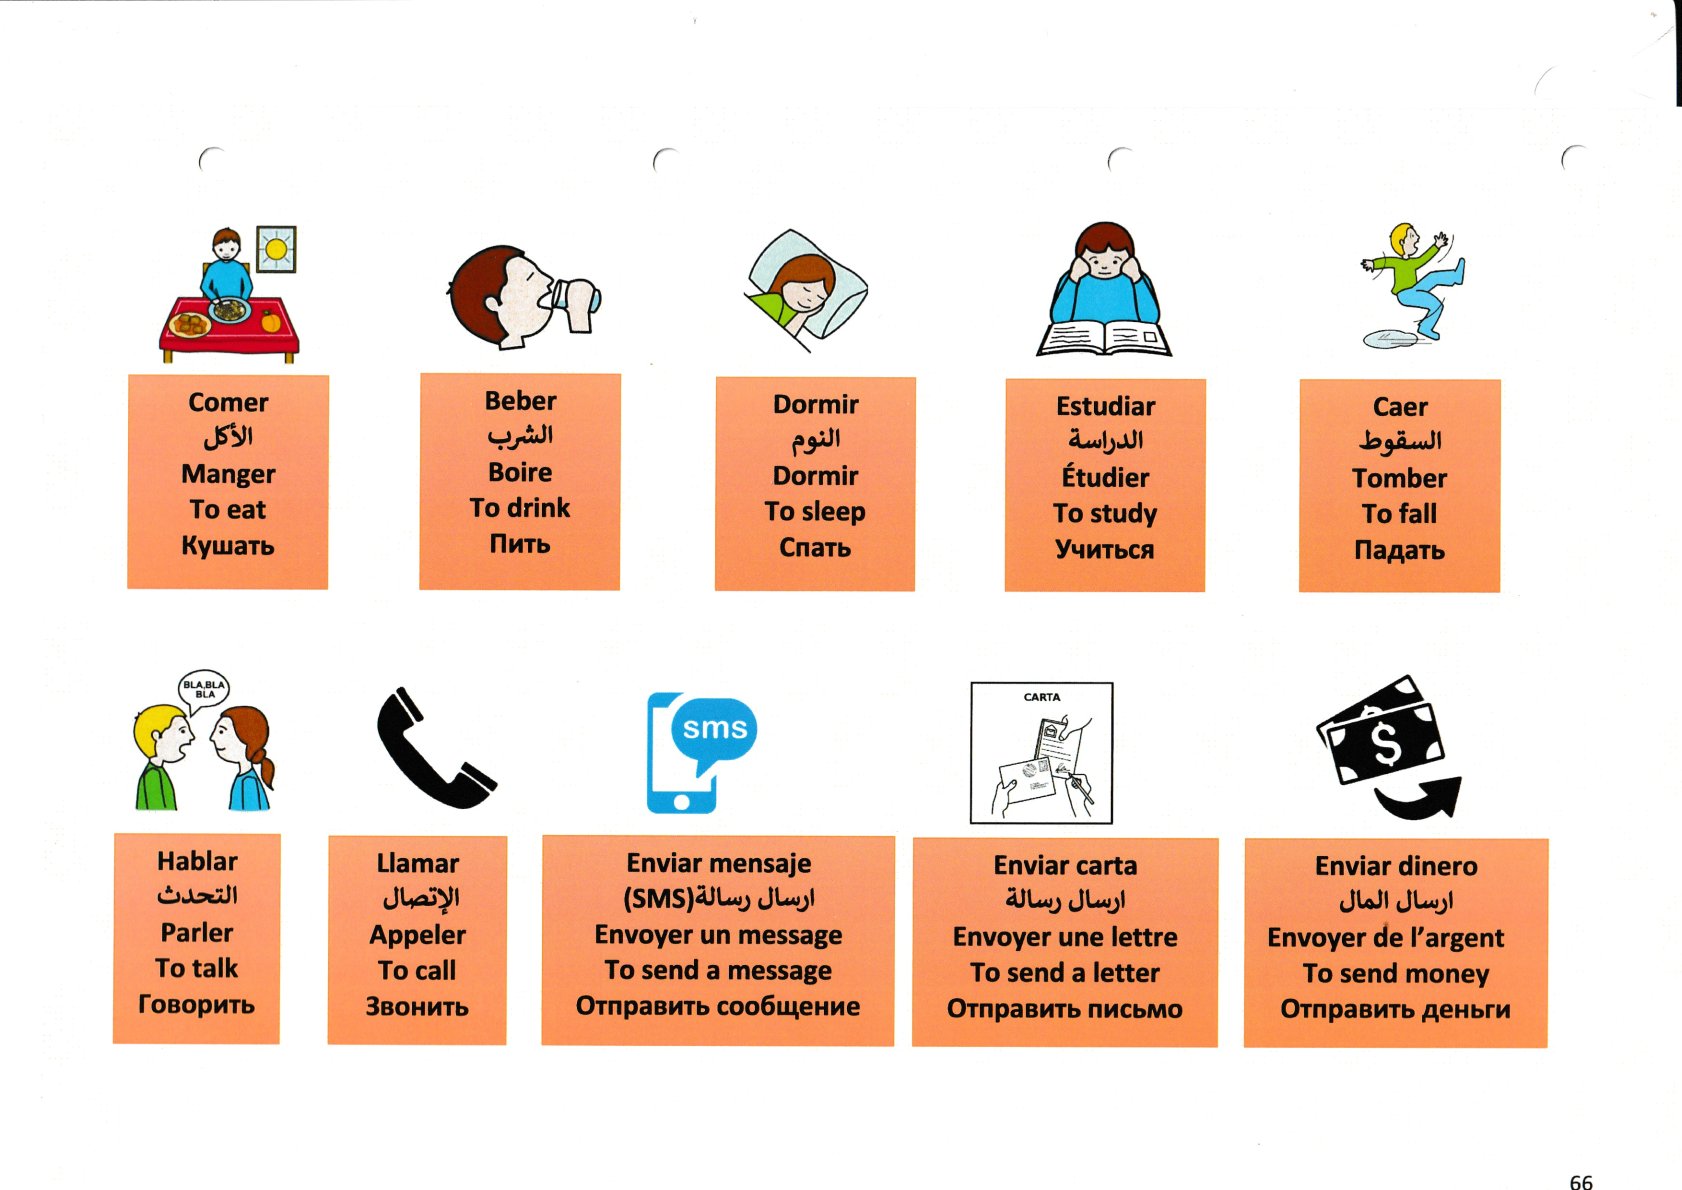 Comer
الأكل
Manger
To eat
Кушать
Beber
الشرب
Boire
To drink
Пить
Dormir
النوم
Dormir
To sleep
Спать
Estudiar
الدراسة
Étudier
To study
Учиться
Caer
السقوط
Tomber
To fall
Падать
BLA,BLA
BLA
Hablar
التحدث
Parler
To talk
Говорить
Llamar
الإتصال
Appeler
To call
Звонить
sms
Enviar mensaje
ارسال رسالة(SMS)
Envoyer un message
To send a message
Отправить сообщение
CARTA
Enviar carta
ارسال رسالة
Envoyer une lettre
To send a letter
Отправить письмо
$
Enviar dinero
ارسال المال
Envoyer de l’argent
To send money
Отправить деньги
66